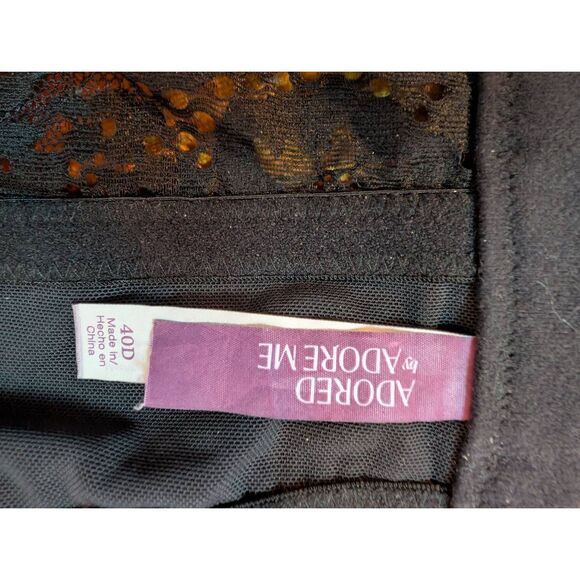 ADORED
by ADORE ME
40D
Made in/
Hecho en
China